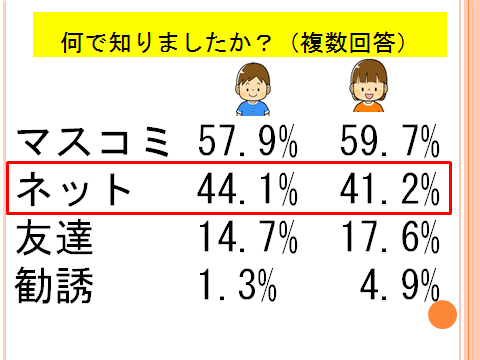 何で知りましたか？（複数回答）
マスコミ 57.9% 59.7%
ネット 44.1% 41.2%
友達 14.7% 17.6%
勧誘 1.3% 4.9%